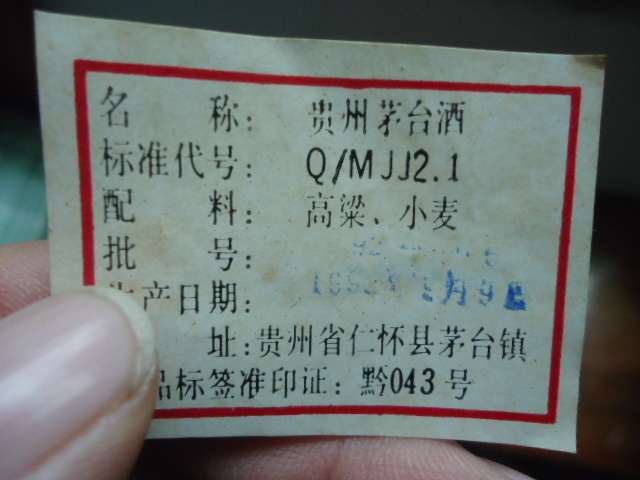 名 称: 贵州茅台酒
标准代号: Q/MJJ2.1
配 料: 高粱、小麦
批 号:
产日期:
址: 贵州省仁怀县茅台镇
品标签准印证: 黔043号